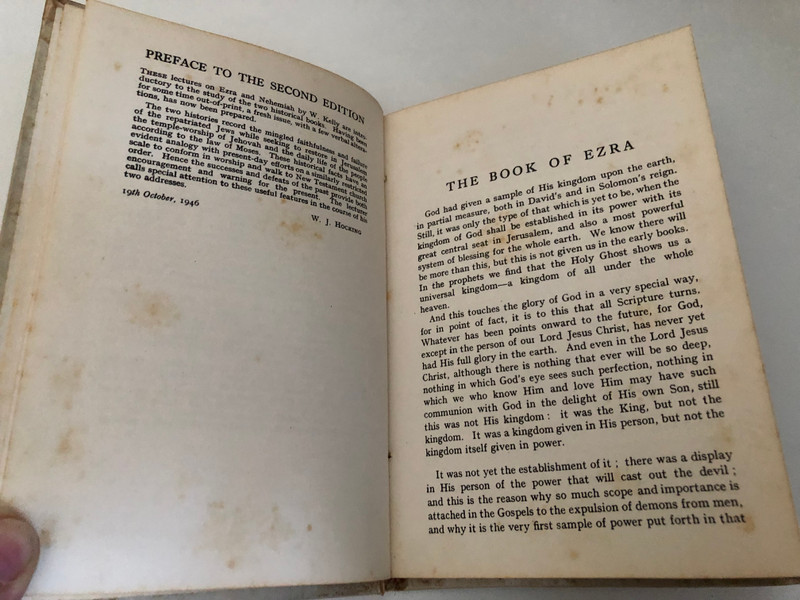 PREFACE TO THE SECOND EDITION
THESE lectures on Ezra and Nehemiah by W. Kelly are intro-
ductory to the study of the two historical books. Having been
for some time out-of-print, a fresh issue, with a few verbal altera-
tions, has now been prepared.
The two histories record the mingled faithfulness and failure
of the repatriated Jews while seeking to restore in Jerusalem
the temple-worship of Jehovah and the daily life of the people
according to the law of Moses. These historical facts have an
evident analogy with present-day efforts on a similarly restricted
scale to conform in worship and walk to New Testament church
order. Hence the successes and defeats of the past provide both
encouragement and warning for the present. The lecturer
calls special attention to these useful features in the course of his
two addresses.
W. J. HOCKING
19th October, 1946
THE BOOK OF EZRA
God had given a sample of His kingdom upon the earth,
in partial measure, both in David's and in Solomon's reign.
Still, it was only the type of that which is yet to be, when the
kingdom of God shall be established in its power with its
great central seat in Jerusalem, and also a most powerful
system of blessing for the whole earth. We know there will
be more than this, but this is not given us in the early books.
In the prophets we find that the Holy Ghost shows us a
universal kingdom—a kingdom of all under the whole
heaven.
And this touches the glory of God in a very special way,
for in point of fact, it is to this that all Scripture turns.
Whatever has been points onward to the future, for God,
except in the person of our Lord Jesus Christ, has never yet
had His full glory in the earth. And even in the Lord Jesus
Christ, although there is nothing that ever will be so deep,
nothing in which God's eye sees such perfection, nothing in
which we who know Him and love Him may have such
communion with God in the delight of His own Son, still
this was not His kingdom: it was the King, but not the
kingdom. It was a kingdom given in His person, but not the
kingdom itself given in power.
It was not yet the establishment of it; there was a display
in His person of the power that will cast out the devil;
and this is the reason why so much scope and importance is
attached in the Gospels to the expulsion of demons from men,
and why it is the very first sample of power put forth in that